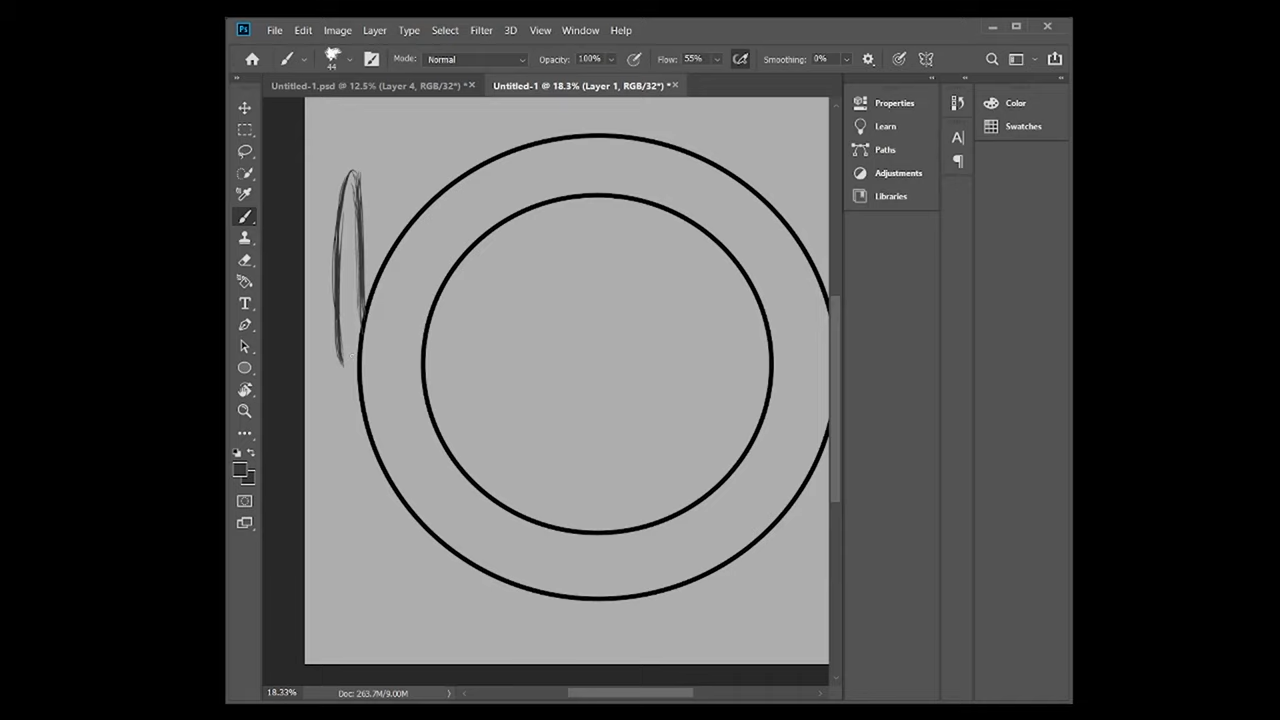 Ps File Edit Image Layer Type Select Filter 3D View Window Help
44 Mode: Normal Opacity: 100% Flow: 55% Smoothing: 0%
Untitled-1.psd @ 12.5% (Layer 4, RGB/32*) * Untitled-1 @ 18.3% (Layer 1, RGB/32*) *
Properties
Learn
Paths
Adjustments
Libraries
Color
Swatches
18.33% Doc: 263.7M/9.00M